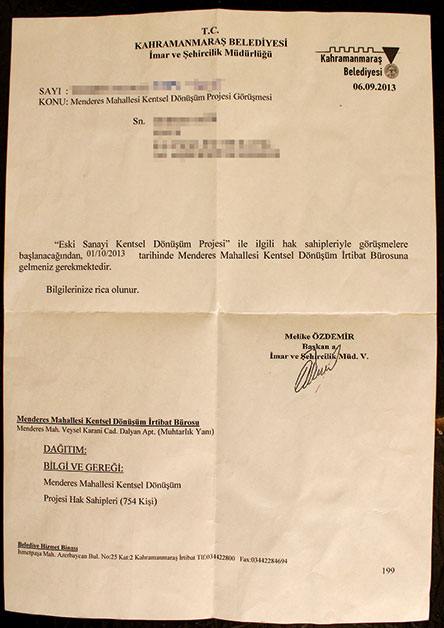 T.C.
KAHRAMANMARAŞ BELEDİYESİ
İmar ve Şehircilik Müdürlüğü
Kahramanmaraş
Belediyesi
06.09.2013
SAYI :
KONU: Menderes Mahallesi Kentsel Dönüşüm Projesi Görüşmesi
Sn.
"Eski Sanayi Kentsel Dönüşüm Projesi" ile ilgili hak sahipleriyle görüşmelere
başlanacağından, 01/10/2013 tarihinde Menderes Mahallesi Kentsel Dönüşüm İrtibat Bürosuna
gelmeniz gerekmektedir.
Bilgilerinize rica olunur.
Melike ÖZDEMİR
Başkan a.
İmar ve Şehircilik Müd. V.
Menderes Mahallesi Kentsel Dönüşüm İrtibat Bürosu
Menderes Mah. Veysel Karani Cad. Dalyan Apt. (Muhtarlık Yanı)
DAĞITIM:
BİLGİ VE GEREĞİ:
Menderes Mahallesi Kentsel Dönüşüm
Projesi Hak Sahipleri (754 Kişi)
Belediye Hizmet Binası
İsmetpaşa Mah. Azerbaycan Bul. No:25 Kat:2 Kahramanmaraş İrtibat Tlf:034422800 Fax:03442284694
199